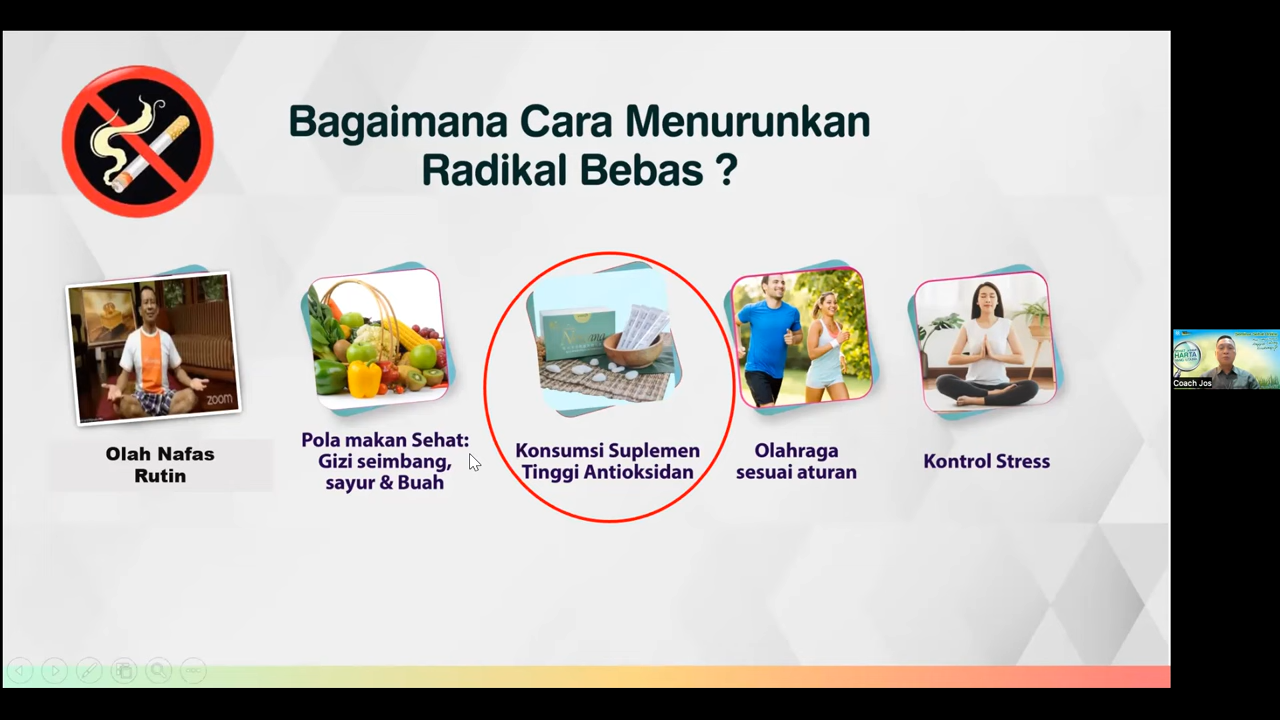 Bagaimana Cara Menurunkan
Radikal Bebas ?
zoom
Olah Nafas
Rutin
Pola makan Sehat:
Gizi seimbang,
sayur & Buah
Konsumsi Suplemen
Tinggi Antioksidan
Olahraga
sesuai aturan
Kontrol Stress
HARTA
Coach Jos